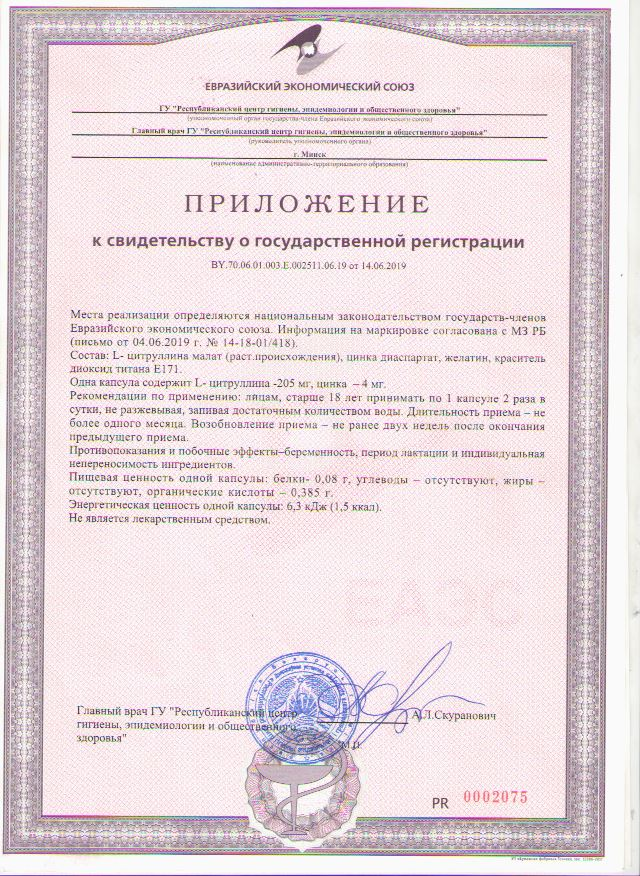 ЕВРАЗИЙСКИЙ ЭКОНОМИЧЕСКИЙ СОЮЗ
ГУ "Республиканский центр гигиены, эпидемиологии и общественного здоровья"
(уполномоченный орган государства-члена Евразийского экономического союза)
Главный врач ГУ "Республиканский центр гигиены, эпидемиологии и общественного здоровья"
(руководитель уполномоченного органа)
г. Минск
(наименование административно-территориального образования)
ПРИЛОЖЕНИЕ
к свидетельству о государственной регистрации
BY.70.06.01.003.E.002511.06.19 от 14.06.2019
Места реализации определяются национальным законодательством государств-членов
Евразийского экономического союза. Информация на маркировке согласована с МЗ РБ
(письмо от 04.06.2019 г. № 14-18-01/418).
Состав: L- цитруллина малат (раст.происхождения), цинка диаспартат, желатин, краситель
диоксид титана Е171.
Одна капсула содержит L- цитруллина -205 мг, цинка – 4 мг.
Рекомендации по применению: лицам, старше 18 лет принимать по 1 капсуле 2 раза в
сутки, не разжевывая, запивая достаточным количеством воды. Длительность приема – не
более одного месяца. Возобновление приема – не ранее двух недель после окончания
предыдущего приема.
Противопоказания и побочные эффекты–беременность, период лактации и индивидуальная
непереносимость ингредиентов.
Пищевая ценность одной капсулы: белки- 0,08 г, углеводы – отсутствуют, жиры –
отсутствуют, органические кислоты – 0,385 г.
Энергетическая ценность одной капсулы: 6,3 кДж (1,5 ккал).
Не является лекарственным средством.
ЕАЭС
Главный врач ГУ "Республиканский центр
гигиены, эпидемиологии и общественного
здоровья"
А.Л.Скуранович
М.П.
PR 0002075